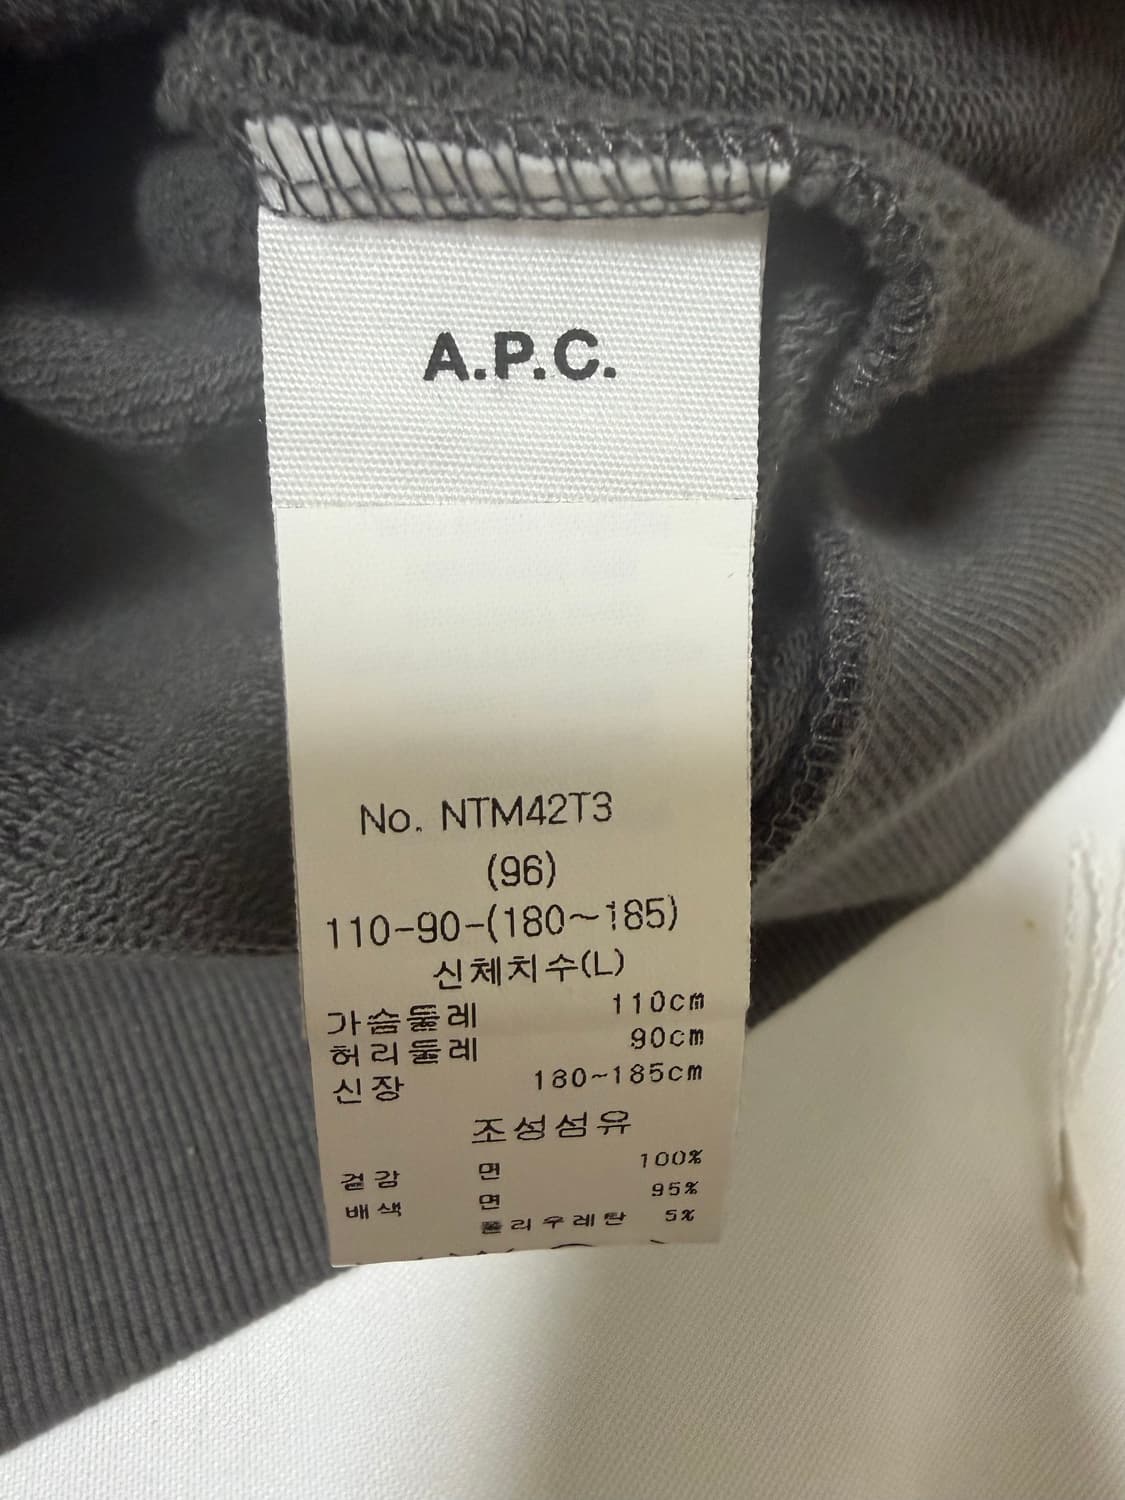 A.P.C.
No. NTM42T3
(96)
110-90-(180~185)
신체치수(L)
가슴둘레 110cm
허리둘레 90cm
신장 180~185cm
조성섬유
겉감 면 100%
배색 면 95%
폴리우레탄 5%